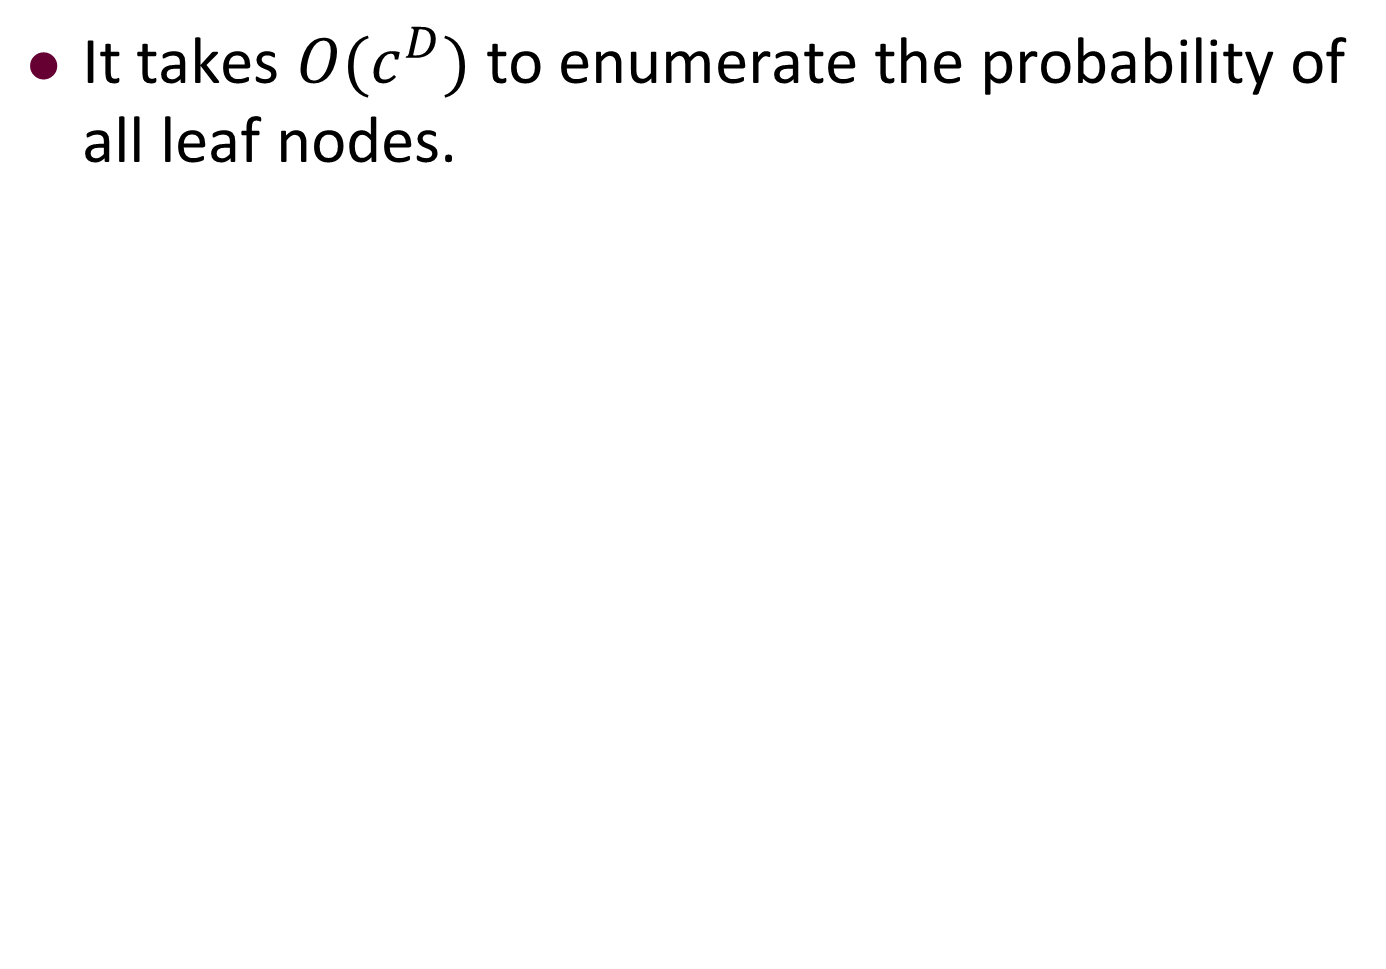 ● It takes 𝑂(𝑐^𝐷) to enumerate the probability of
all leaf nodes.